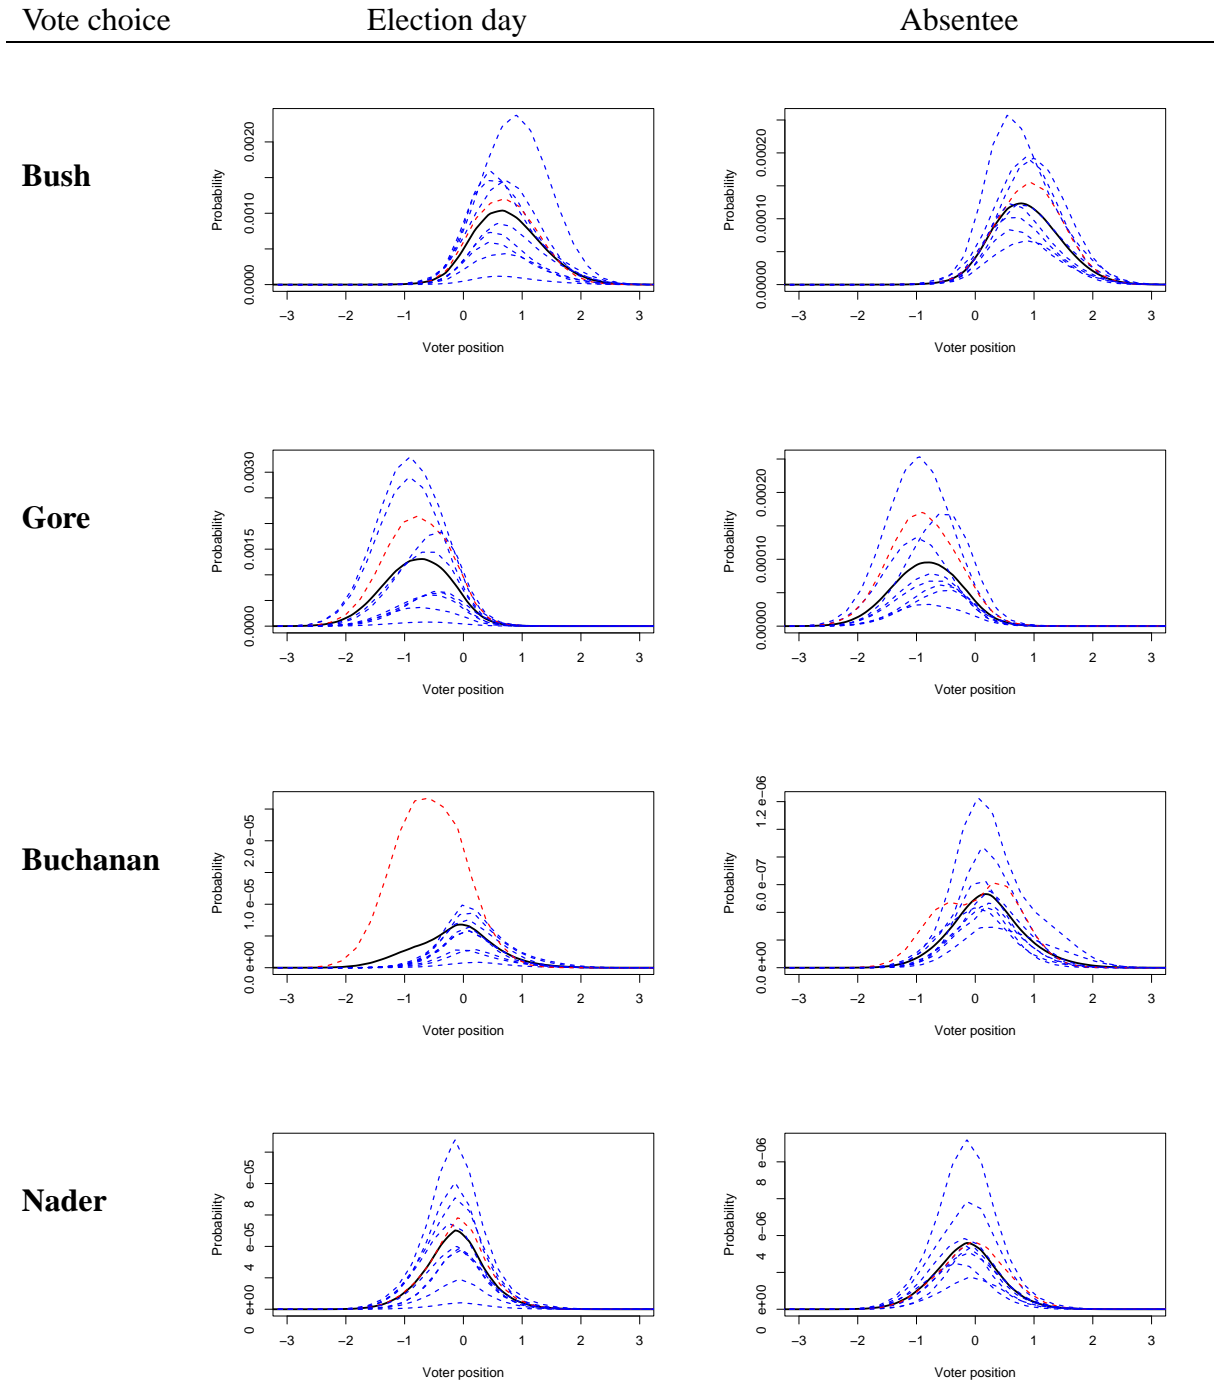 Vote choice Election day Absentee
Bush
Probability
0.0000 0.0010 0.0020
−3 −2 −1 0 1 2 3
Voter position
Probability
0.00000 0.00010 0.00020
−3 −2 −1 0 1 2 3
Voter position
Gore
Probability
0.0000 0.0015 0.0030
−3 −2 −1 0 1 2 3
Voter position
Probability
0.00000 0.00010 0.00020
−3 −2 −1 0 1 2 3
Voter position
Buchanan
Probability
0.0 e+00 1.0 e−05 2.0 e−05
−3 −2 −1 0 1 2 3
Voter position
Probability
0.0 e+00 6.0 e−07 1.2 e−06
−3 −2 −1 0 1 2 3
Voter position
Nader
Probability
0 e+00 4 e−05 8 e−05
−3 −2 −1 0 1 2 3
Voter position
Probability
0 e+00 4 e−06 8 e−06
−3 −2 −1 0 1 2 3
Voter position